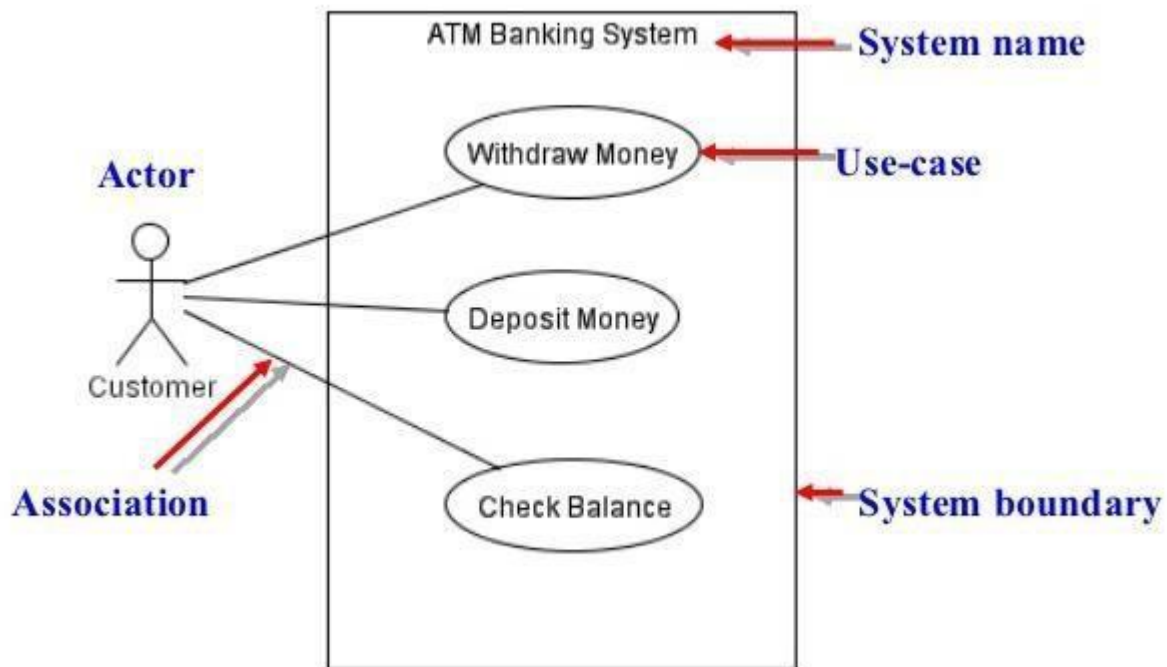 ATM Banking System
System name
Withdraw Money
Use-case
Actor
Deposit Money
Customer
Association
Check Balance
System boundary